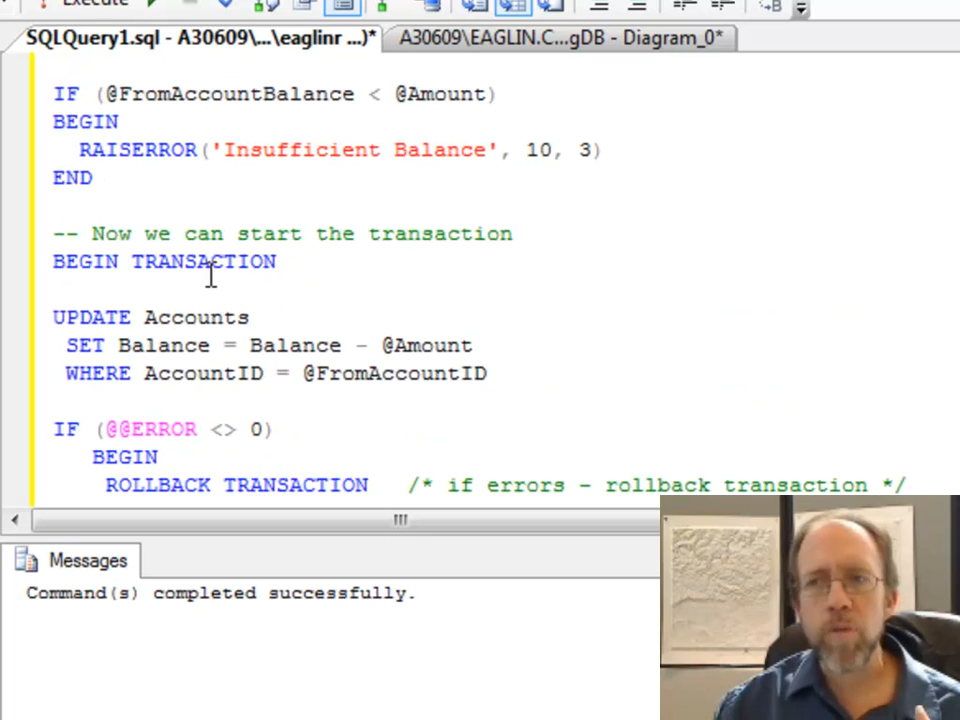 Execute
SQLQuery1.sql - A30609\...\eaglinr ...)* A30609\EAGLIN.C...gDB - Diagram_0*
IF (@FromAccountBalance < @Amount)
BEGIN
RAISERROR('Insufficient Balance', 10, 3)
END
-- Now we can start the transaction
BEGIN TRANSACTION
UPDATE Accounts
SET Balance = Balance - @Amount
WHERE AccountID = @FromAccountID
IF (@@ERROR <> 0)
BEGIN
ROLLBACK TRANSACTION /* if errors - rollback transaction */
Messages
Command(s) completed successfully.